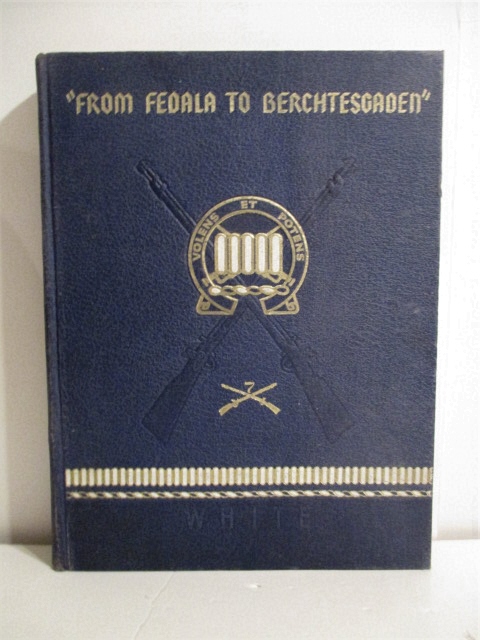 "FROM FEDALA TO BERCHTESGADEN"
VOLENS ET POTENS
7
WHITE